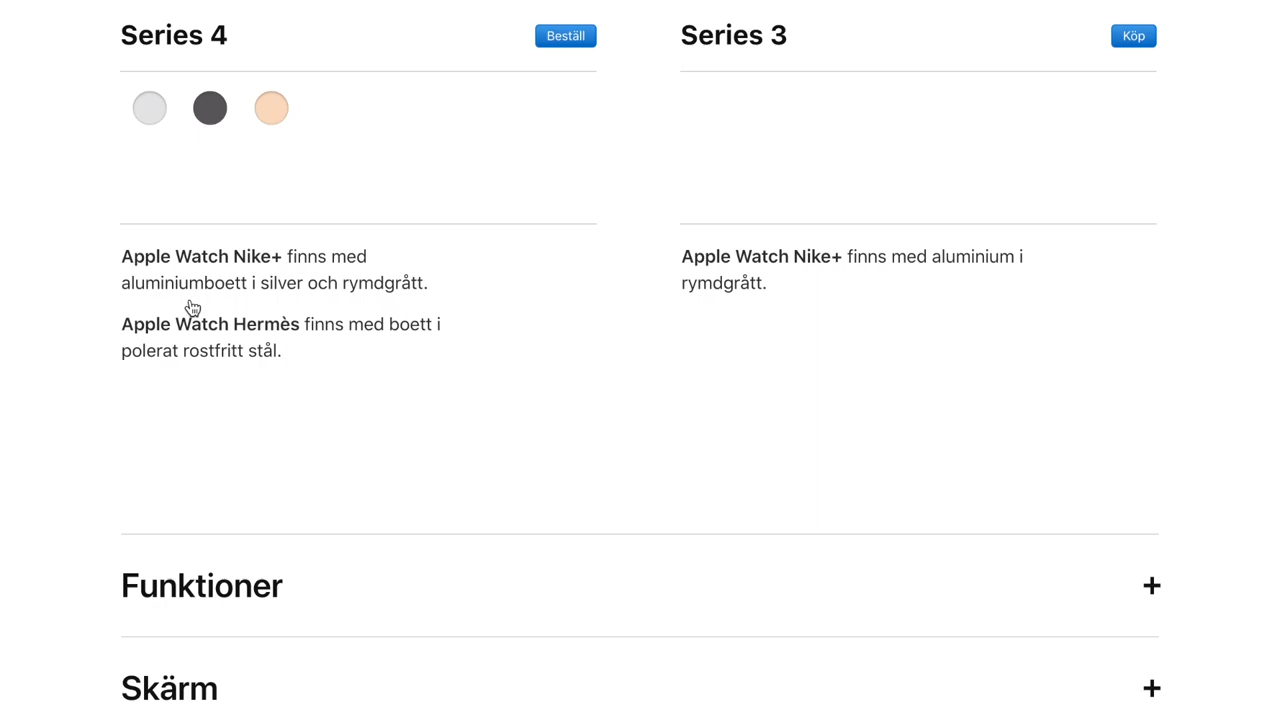 Series 4
Beställ
Series 3
Köp
Apple Watch Nike+ finns med
aluminiumboett i silver och rymdgrått.
Apple Watch Hermès finns med boett i
polerat rostfritt stål.
Apple Watch Nike+ finns med aluminium i
rymdgrått.
Funktioner
+
Skärm
+